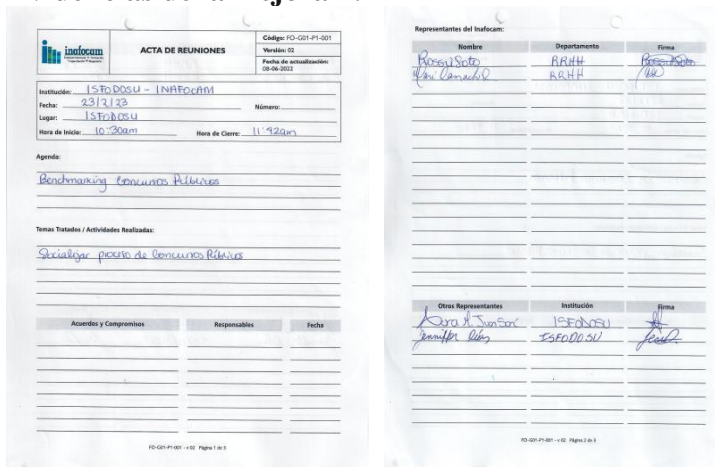 inafocam
ACTA DE REUNIONES
Código: FO-G01-P1-001
Versión: 02
Fecha de actualización:
08-06-2022
Institución: ISFODOSU - INAFOCAM
Fecha: 23/2/23
Número:
Lugar: ISFODOSU
Hora de Inicio: 10:30am
Hora de Cierre: 11:42am
Agenda:
Benchmarking Concursos Públicos
Temas Tratados / Actividades Realizadas:
Socializar proceso de Concursos Públicos
Acuerdos y Compromisos Responsables Fecha
FO-G01-P1-001 - v 02 Página 1 de 3
Representantes del Inafocam:
Nombre Departamento Firma
Rossy Soto RRHH
RRHH
Otros Representantes Institución Firma
ISFODOSU
Jenniffer Díaz ISFODOSU
FO-G01-P1-001 - v 02 Página 2 de 3